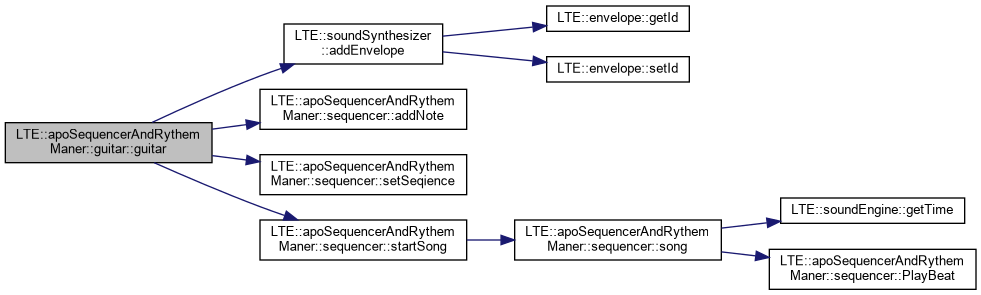 LTE::apoSequencerAndRythem
Maner::guitar::guitar
LTE::soundSynthesizer
::addEnvelope
LTE::envelope::getId
LTE::envelope::setId
LTE::apoSequencerAndRythem
Maner::sequencer::addNote
LTE::apoSequencerAndRythem
Maner::sequencer::setSeqience
LTE::apoSequencerAndRythem
Maner::sequencer::startSong
LTE::apoSequencerAndRythem
Maner::sequencer::song
LTE::soundEngine::getTime
LTE::apoSequencerAndRythem
Maner::sequencer::PlayBeat